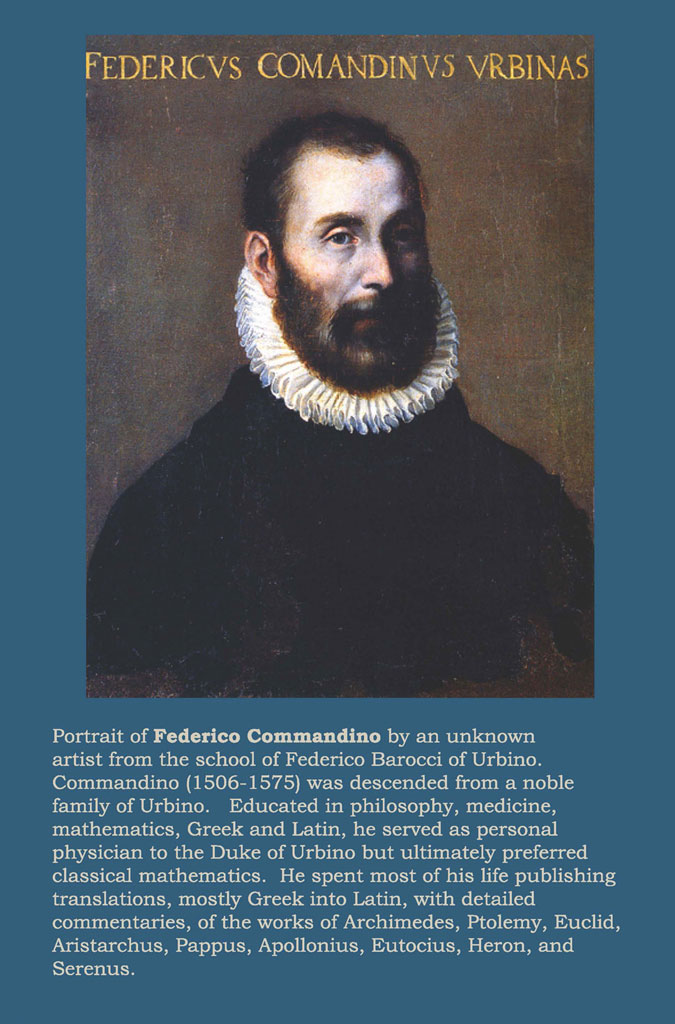 FEDERICVS COMANDINVS VRBINAS
Portrait of Federico Commandino by an unknown
artist from the school of Federico Barocci of Urbino.
Commandino (1506-1575) was descended from a noble
family of Urbino.   Educated in philosophy, medicine,
mathematics, Greek and Latin, he served as personal
physician to the Duke of Urbino but ultimately preferred
classical mathematics.  He spent most of his life publishing
translations, mostly Greek into Latin, with detailed
commentaries, of the works of Archimedes, Ptolemy, Euclid,
Aristarchus, Pappus, Apollonius, Eutocius, Heron, and
Serenus.